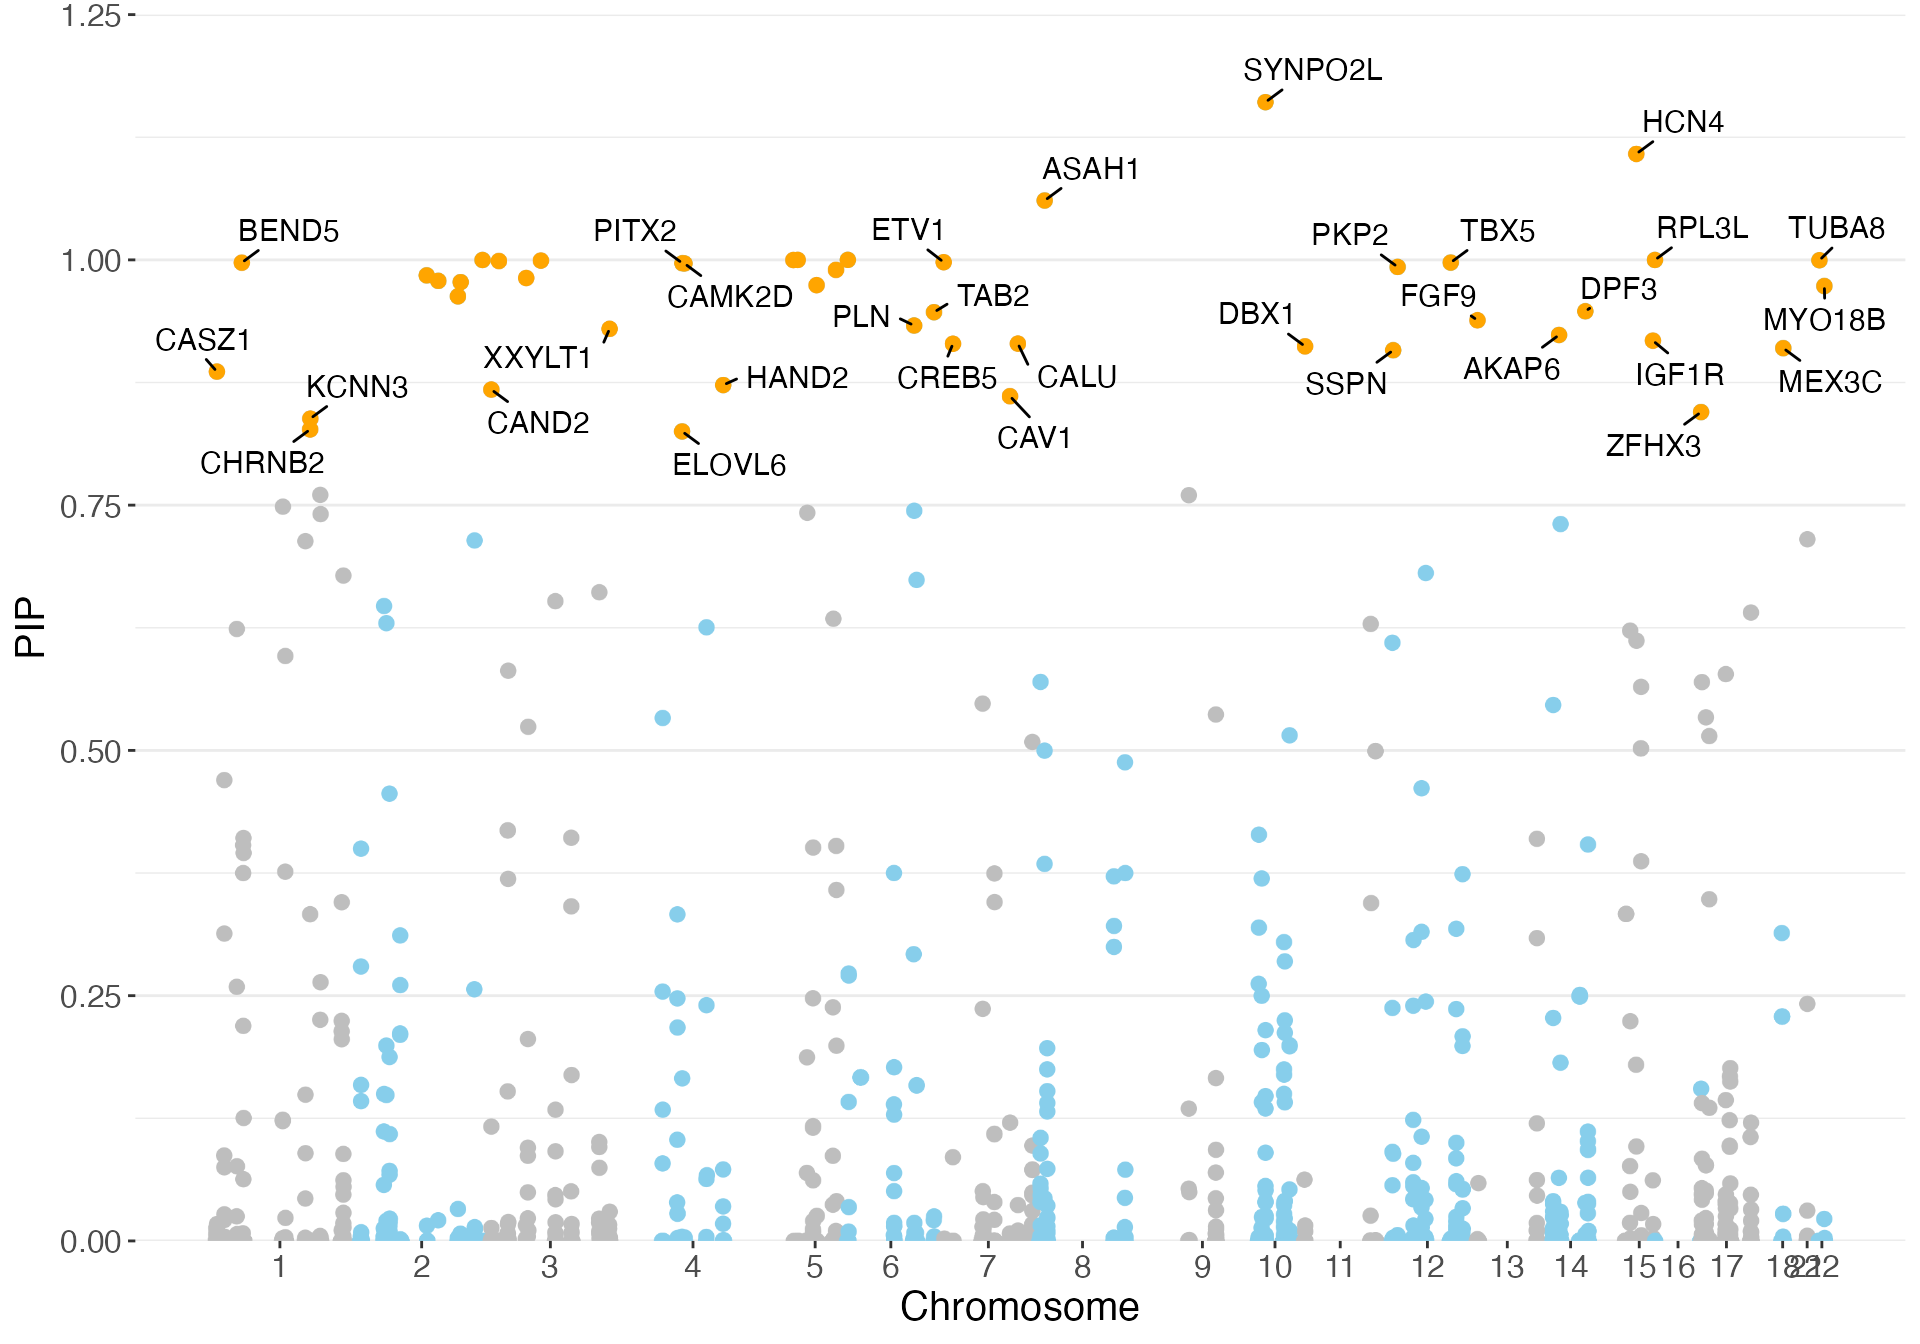 1.25
SYNPO2L
HCN4
ASAH1
BEND5
PITX2
ETV1
PKP2
TBX5
RPL3L
TUBA8
1.00
CAMK2D
TAB2
FGF9
DPF3
PLN
DBX1
MYO18B
CASZ1
XXYLT1
KCNN3
HAND2
CREB5
CALU
SSPN
AKAP6
IGF1R
MEX3C
CAND2
CAV1
ZFHX3
CHRNB2
ELOVL6
0.75
PIP
0.50
0.25
0.00
1 2 3 4 5 6 7 8 9 10 11 12 13 14 15 16 17 18 21 22
Chromosome